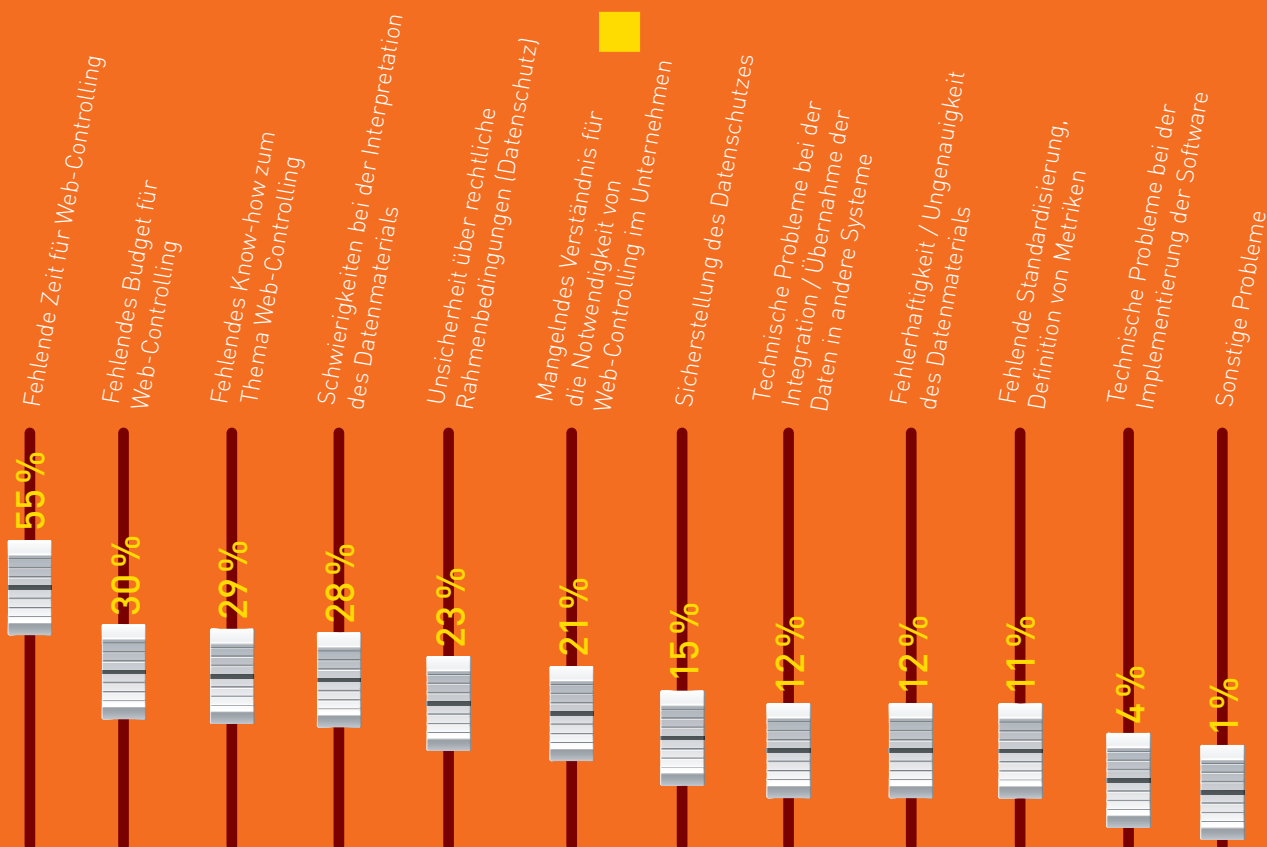 Fehlende Zeit für Web-Controlling
55 %
Fehlendes Budget für
Web-Controlling
30 %
Fehlendes Know-how zum
Thema Web-Controlling
29 %
Schwierigkeiten bei der Interpretation
des Datenmaterials
28 %
Unsicherheit über rechtliche
Rahmenbedingungen (Datenschutz)
23 %
Mangelndes Verständnis für
die Notwendigkeit von
Web-Controlling im Unternehmen
21 %
Sicherstellung des Datenschutzes
15 %
Technische Probleme bei der
Integration / Übernahme der
Daten in andere Systeme
12 %
Fehlerhaftigkeit / Ungenauigkeit
des Datenmaterials
12 %
Fehlende Standardisierung,
Definition von Metriken
11 %
Technische Probleme bei der
Implementierung der Software
4 %
Sonstige Probleme
1 %